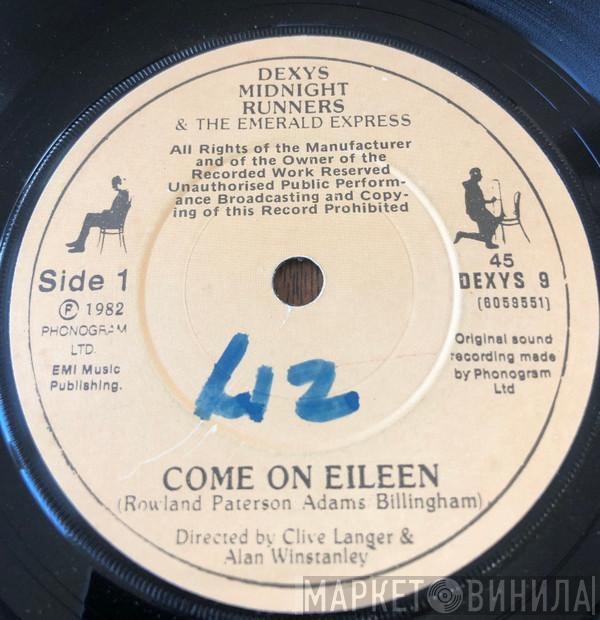 DEXYS
MIDNIGHT
RUNNERS
& THE EMERALD EXPRESS
All Rights of the Manufacturer
and of the Owner of the
Recorded Work Reserved
Unauthorised Public Perform-
ance Broadcasting and Copy-
ing of this Record Prohibited
Side 1
℗ 1982
PHONOGRAM
LTD.
EMI Music
Publishing.
45
DEXYS 9
(6059551)
Original sound
recording made
by Phonogram
Ltd
LIZ
COME ON EILEEN
(Rowland Paterson Adams Billingham)
Directed by Clive Langer &
Alan Winstanley
МАРКЕТ ВИНИЛА